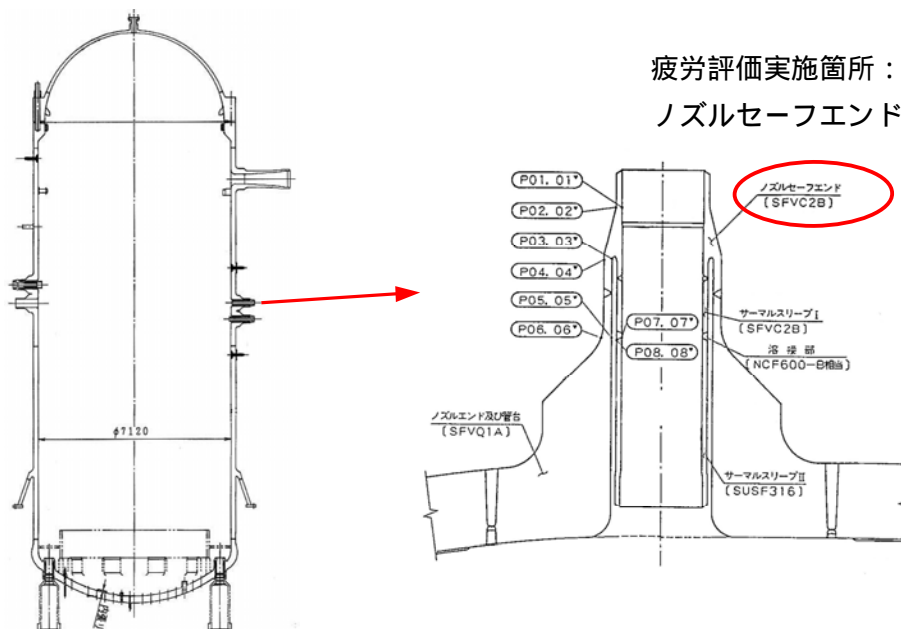 疲労評価実施箇所：
ノズルセーフエンド
ノズルセーフエンド
(SFVC2B)
P01. 01*
P02. 02*
P03. 03*
P04. 04*
P05. 05*
P06. 06*
P07. 07*
P08. 08*
サーマルスリーブⅠ
(SFVC2B)
溶接部
[NCF600-B相当]
ノズルエンド及び管台
(SFVQ1A)
サーマルスリーブⅡ
(SUSF316)
φ7120